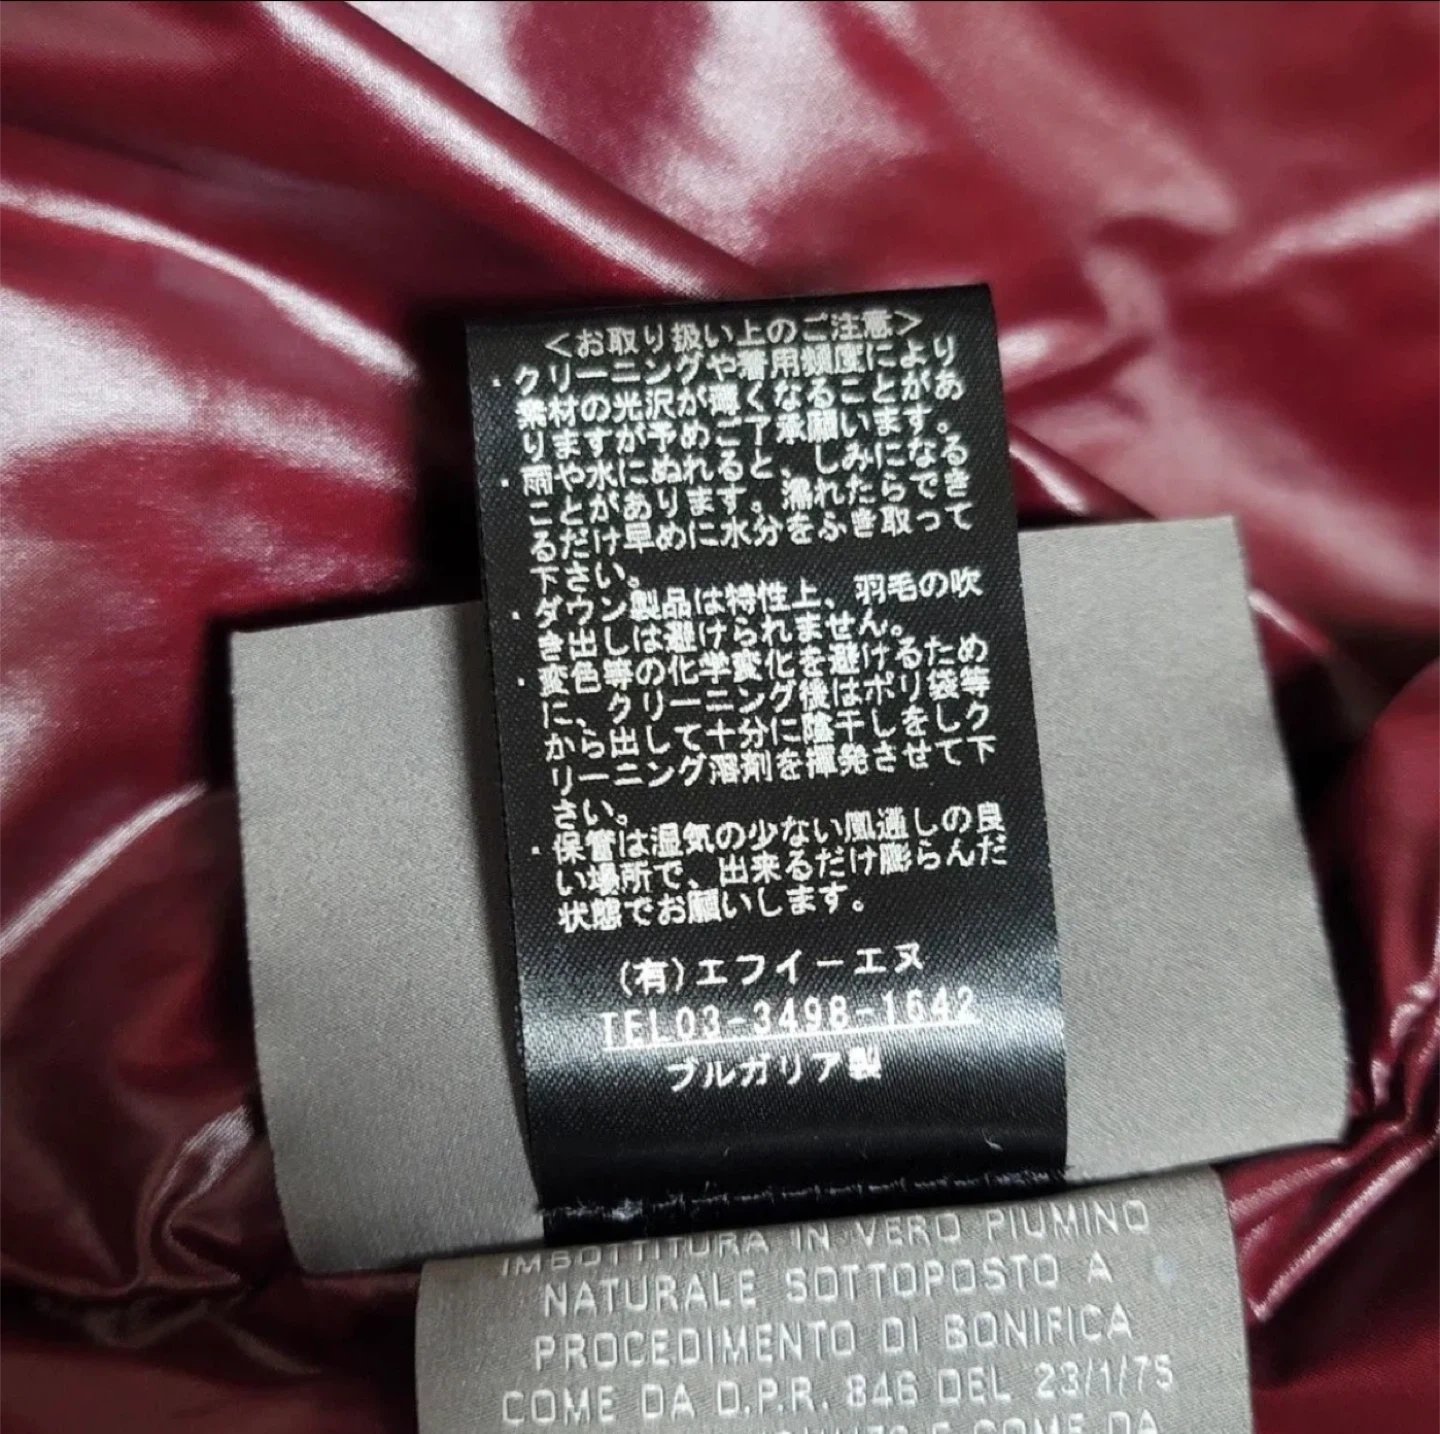 <お取り扱い上のご注意>
・クリーニングや着用頻度により
素材の光沢が薄くなることがあ
りますが予めご了承願います。
・雨や水にぬれると、しみになる
ことがあります。濡れたらでき
るだけ早めに水分をふき取って
下さい。
・ダウン製品は特性上、羽毛の吹
き出しは避けられません。
・変色等の化学変化を避けるため
に、クリーニング後はポリ袋等
から出して十分に陰干しをしク
リーニング溶剤を揮発させて下
さい。
・保管は湿気の少ない風通しの良
い場所で、出来るだけ膨らんだ
状態でお願いします。
(有)エフイーエヌ
TEL03-3498-1642
ブルガリア製
IMBOTTITURA IN VERO PIUMINO
NATURALE SOTTOPOSTO A
PROCEDIMENTO DI BONIFICA
COME DA D.P.R. 846 DEL 23/1/75
E COME DA